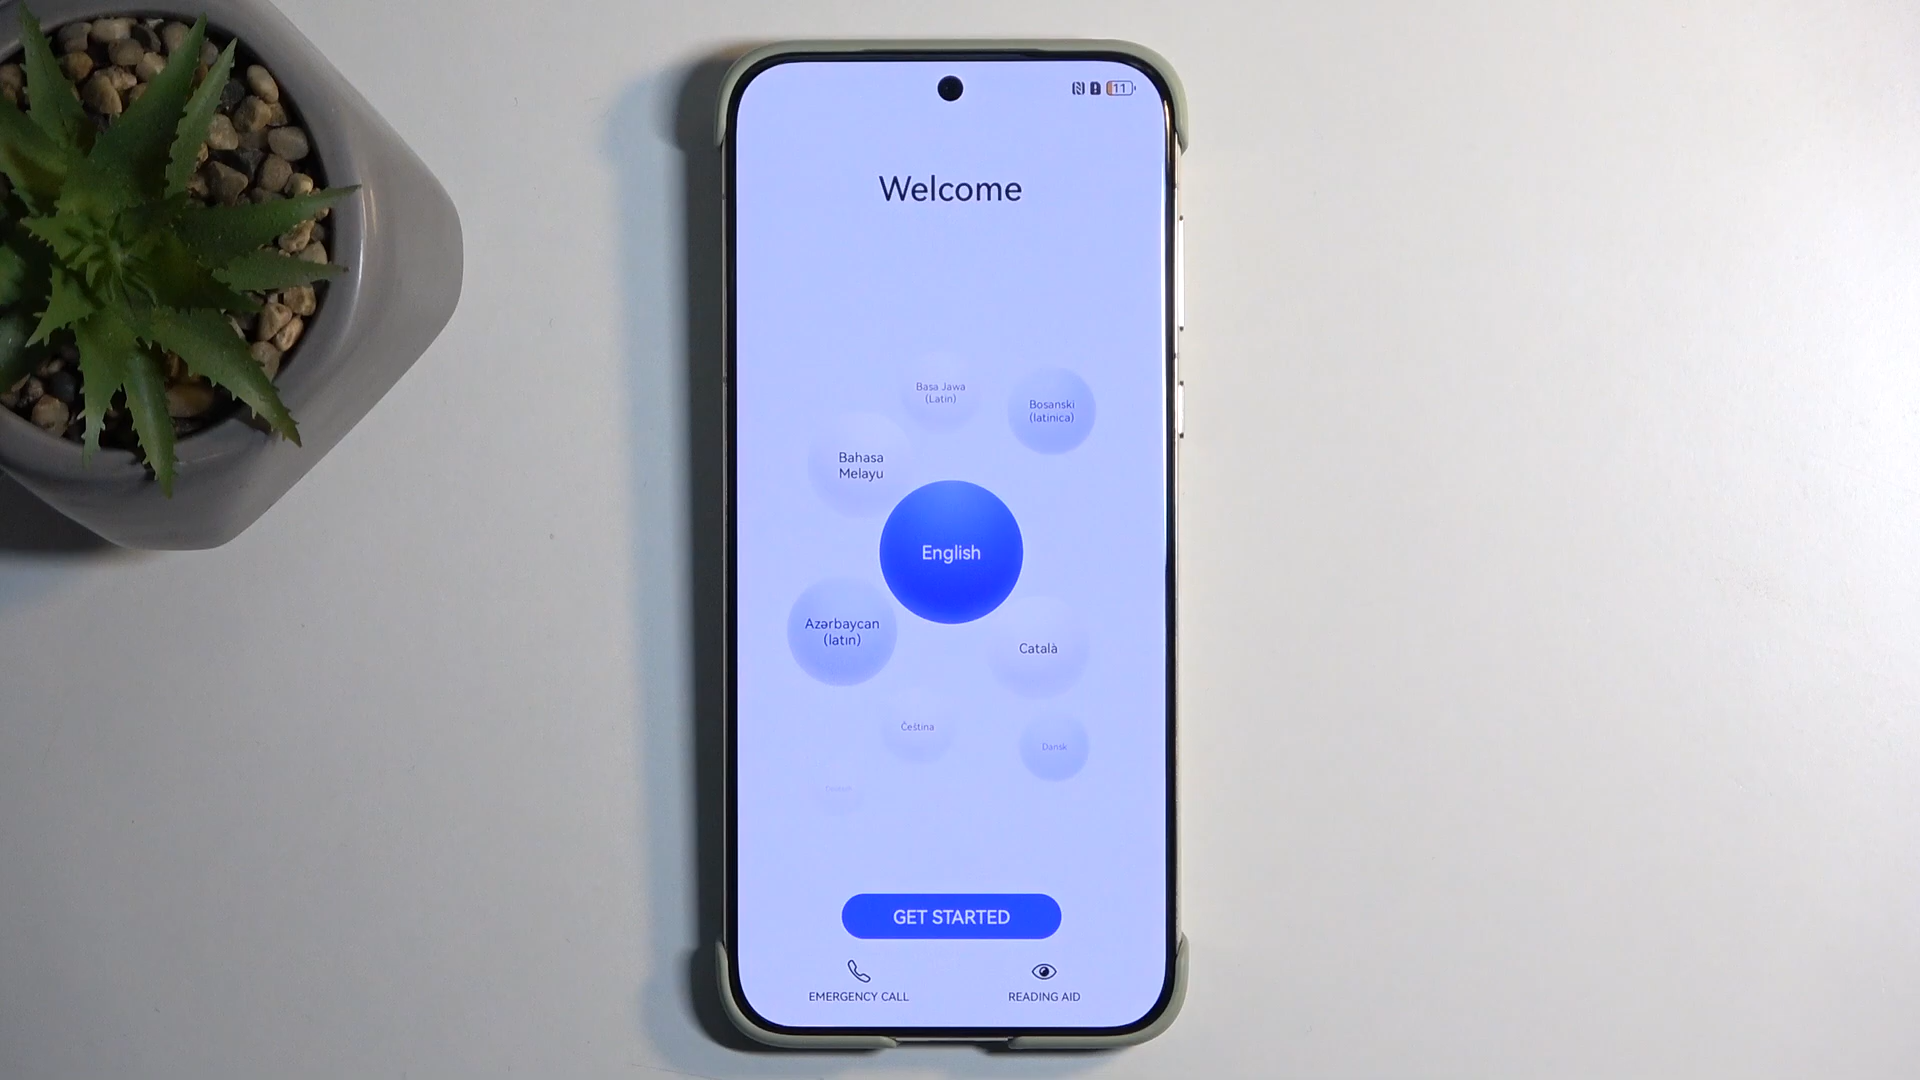 11
Welcome
Basa Jawa
(Latin)
Bosanski
(latinica)
Bahasa
Melayu
English
Azərbaycan
(latın)
Català
Čeština
Dansk
GET STARTED
EMERGENCY CALL
READING AID